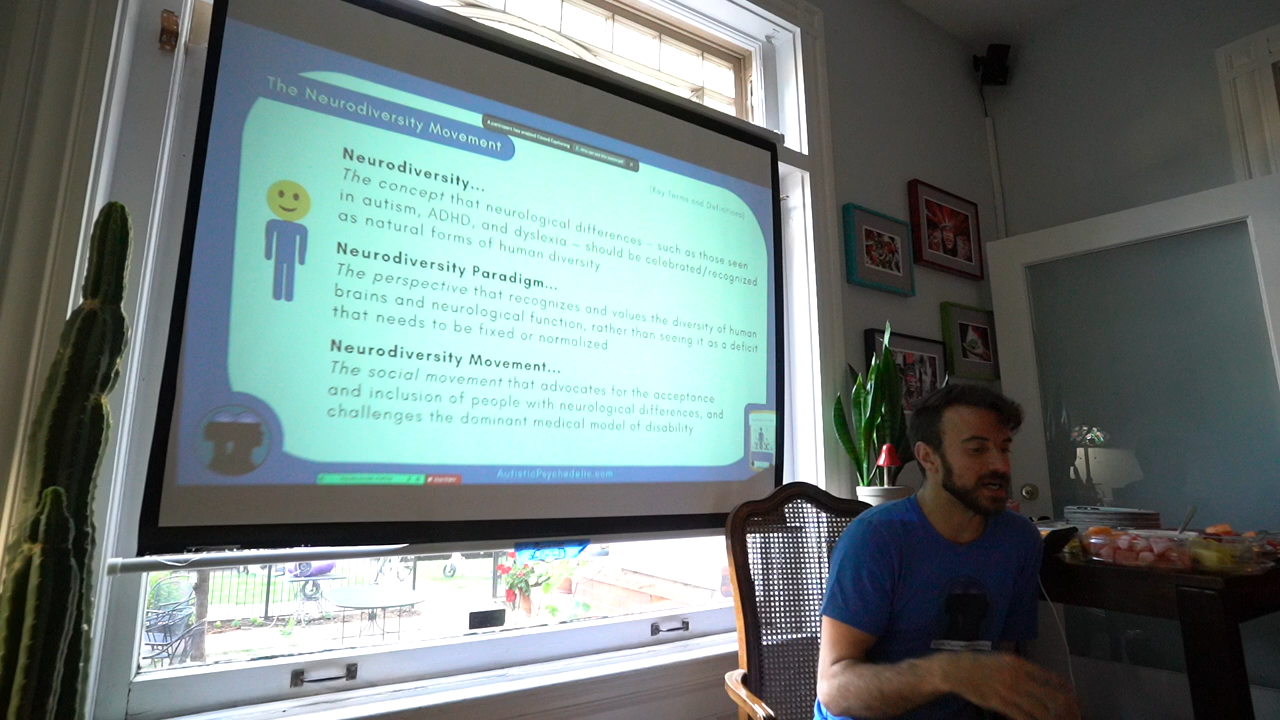 The Neurodiversity Movement
(Key Terms and Definitions)
Neurodiversity...
The concept that neurological differences – such as those seen
in autism, ADHD, and dyslexia – should be celebrated/recognized
as natural forms of human diversity
Neurodiversity Paradigm...
The perspective that recognizes and values the diversity of human
brains and neurological function, rather than seeing it as a deficit
that needs to be fixed or normalized
Neurodiversity Movement...
The social movement that advocates for the acceptance
and inclusion of people with neurological differences, and
challenges the dominant medical model of disability
AutisticPsychedelic.com